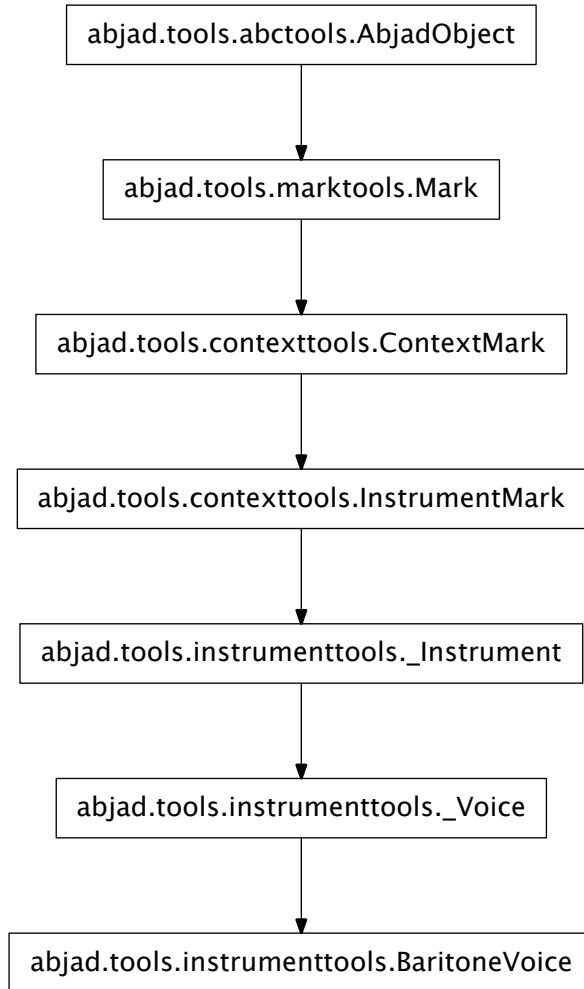 abjad.tools.abctools.AbjadObject
abjad.tools.marktools.Mark
abjad.tools.contexttools.ContextMark
abjad.tools.contexttools.InstrumentMark
abjad.tools.instrumenttools._Instrument
abjad.tools.instrumenttools._Voice
abjad.tools.instrumenttools.BaritoneVoice